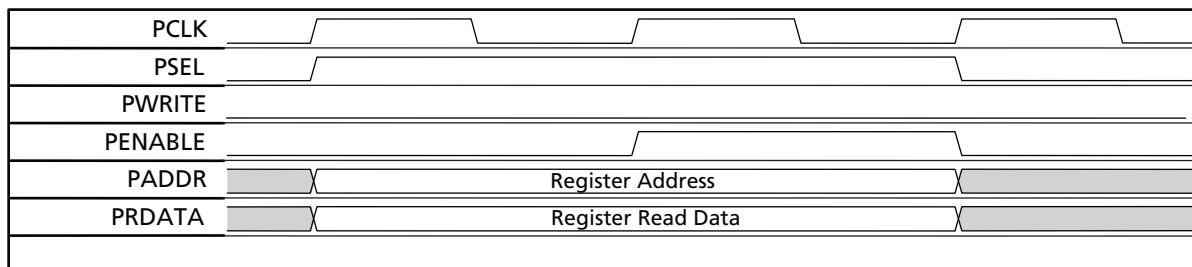 PCLK
PSEL
PWRITE
PENABLE
PADDR Register Address
PRDATA Register Read Data